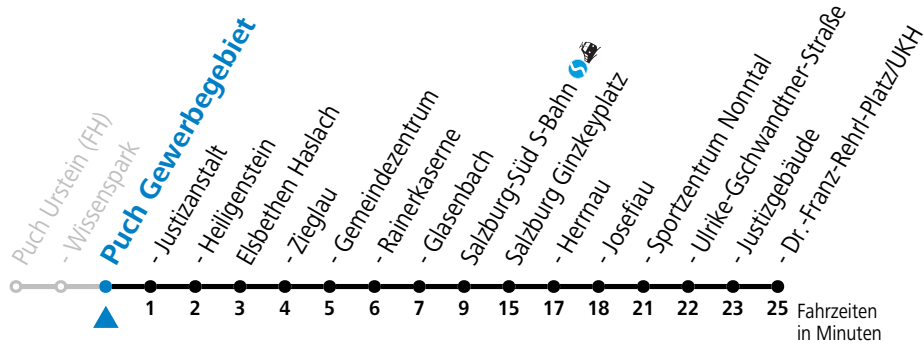 Puch Urstein (FH)
- Wissenspark
Puch Gewerbegebiet
- Justizanstalt
- Heiligenstein
Elsbethen Haslach
- Zieglau
- Gemeindezentrum
- Rainerkaserne
- Glasenbach
Salzburg-Süd S-Bahn
Salzburg Ginzkeyplatz
- Herrnau
- Josefiau
- Sportzentrum Nonntal
- Ulrike-Gschwandtner-Straße
- Justizgebäude
- Dr.-Franz-Rehrl-Platz/UKH
1 2 3 4 5 6 7 9 15 17 18 21 22 23 25
Fahrzeiten
in Minuten